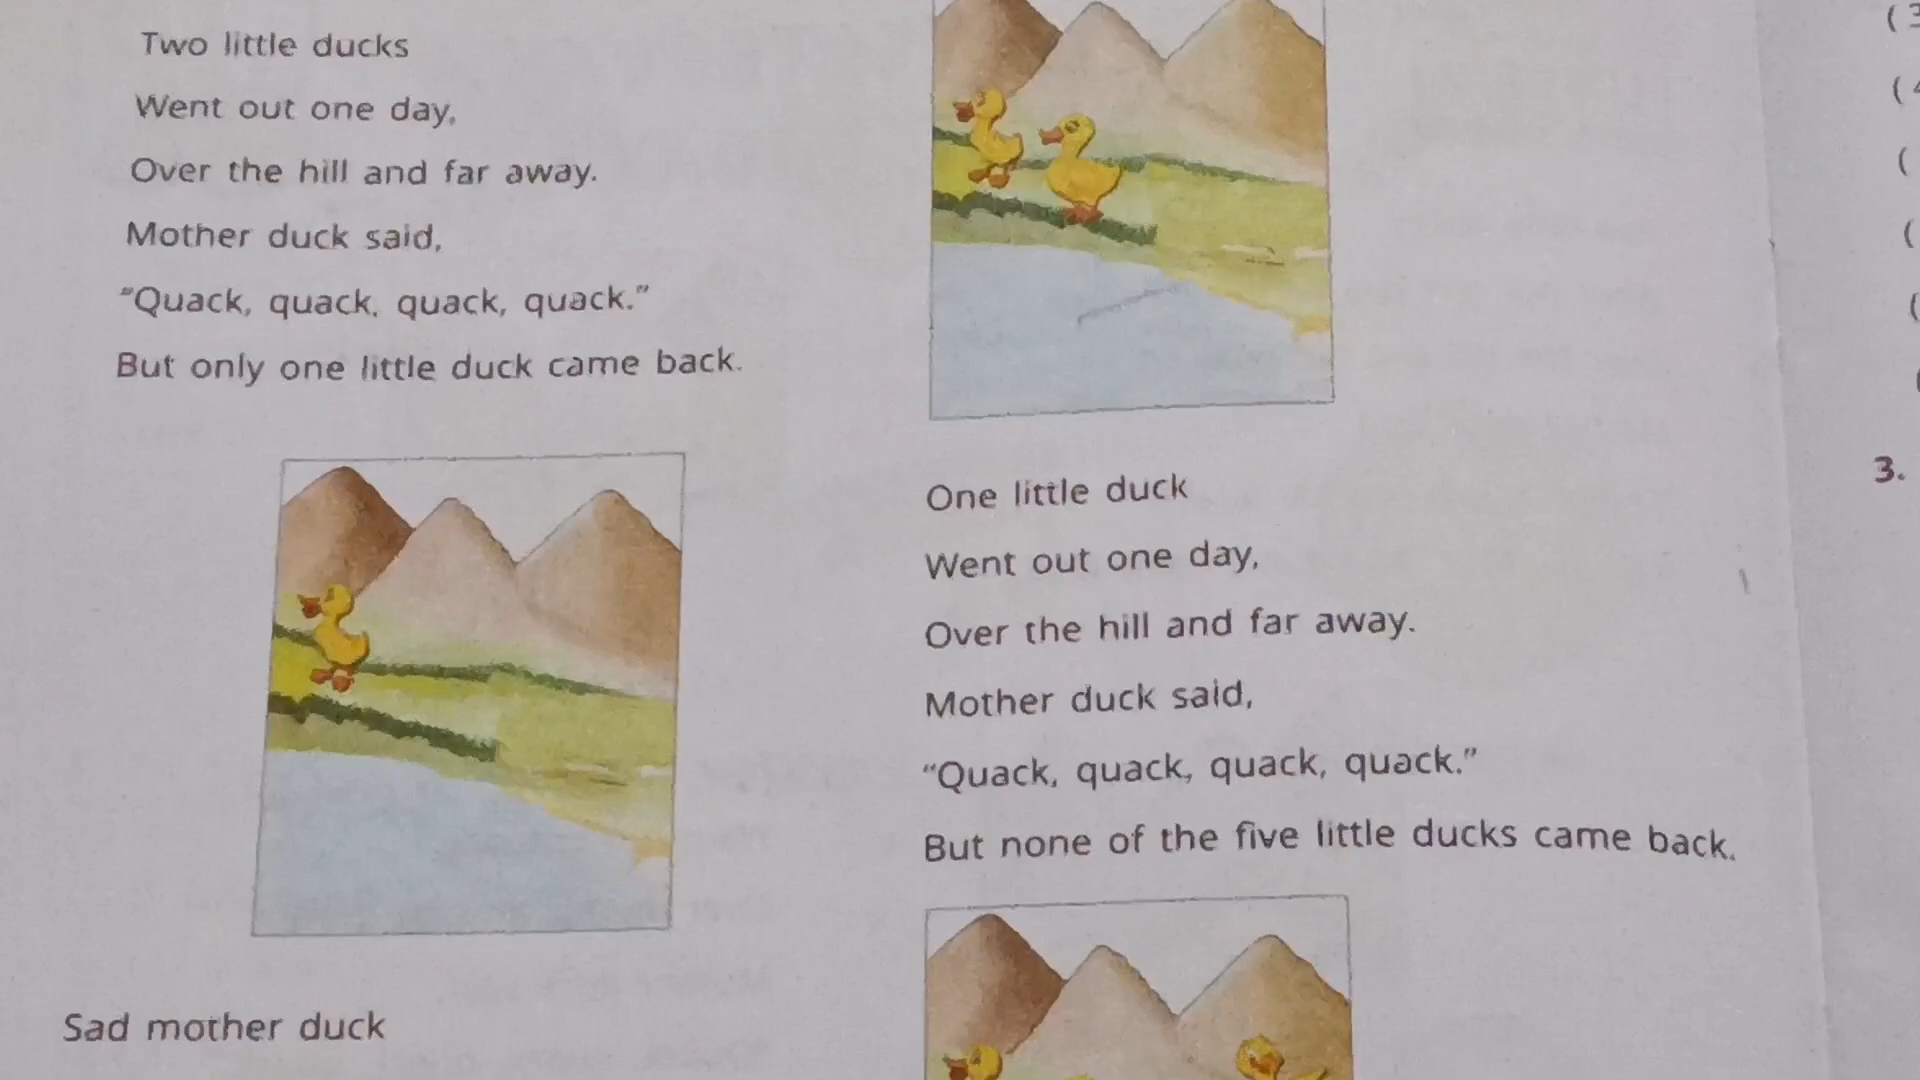 Two little ducks
Went out one day,
Over the hill and far away.
Mother duck said,
“Quack, quack, quack, quack.”
But only one little duck came back.
One little duck
Went out one day,
Over the hill and far away.
Mother duck said,
“Quack, quack, quack, quack.”
But none of the five little ducks came back.
Sad mother duck
3.